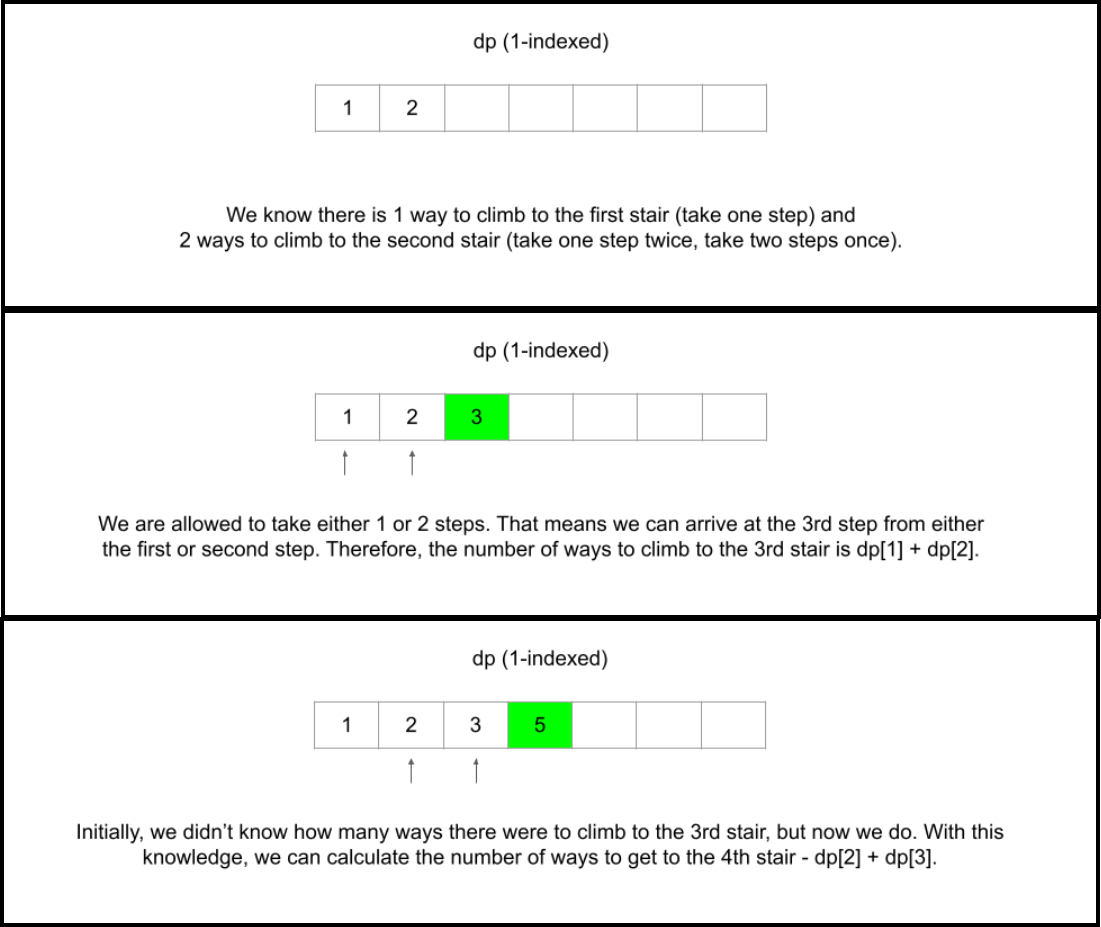 dp (1-indexed)
1 2
We know there is 1 way to climb to the first stair (take one step) and
2 ways to climb to the second stair (take one step twice, take two steps once).
dp (1-indexed)
1 2 3
We are allowed to take either 1 or 2 steps. That means we can arrive at the 3rd step from either
the first or second step. Therefore, the number of ways to climb to the 3rd stair is dp[1] + dp[2].
dp (1-indexed)
1 2 3 5
Initially, we didn’t know how many ways there were to climb to the 3rd stair, but now we do. With this
knowledge, we can calculate the number of ways to get to the 4th stair - dp[2] + dp[3].